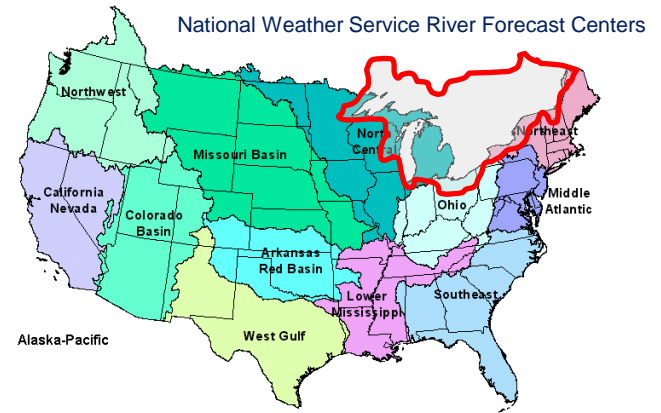 National Weather Service River Forecast Centers
Northwest
North
Central
Northeast
Missouri Basin
California
Nevada
Colorado
Basin
Ohio
Middle
Atlantic
Arkansas
Red Basin
Lower
Mississippi
Southeast
West Gulf
Alaska-Pacific